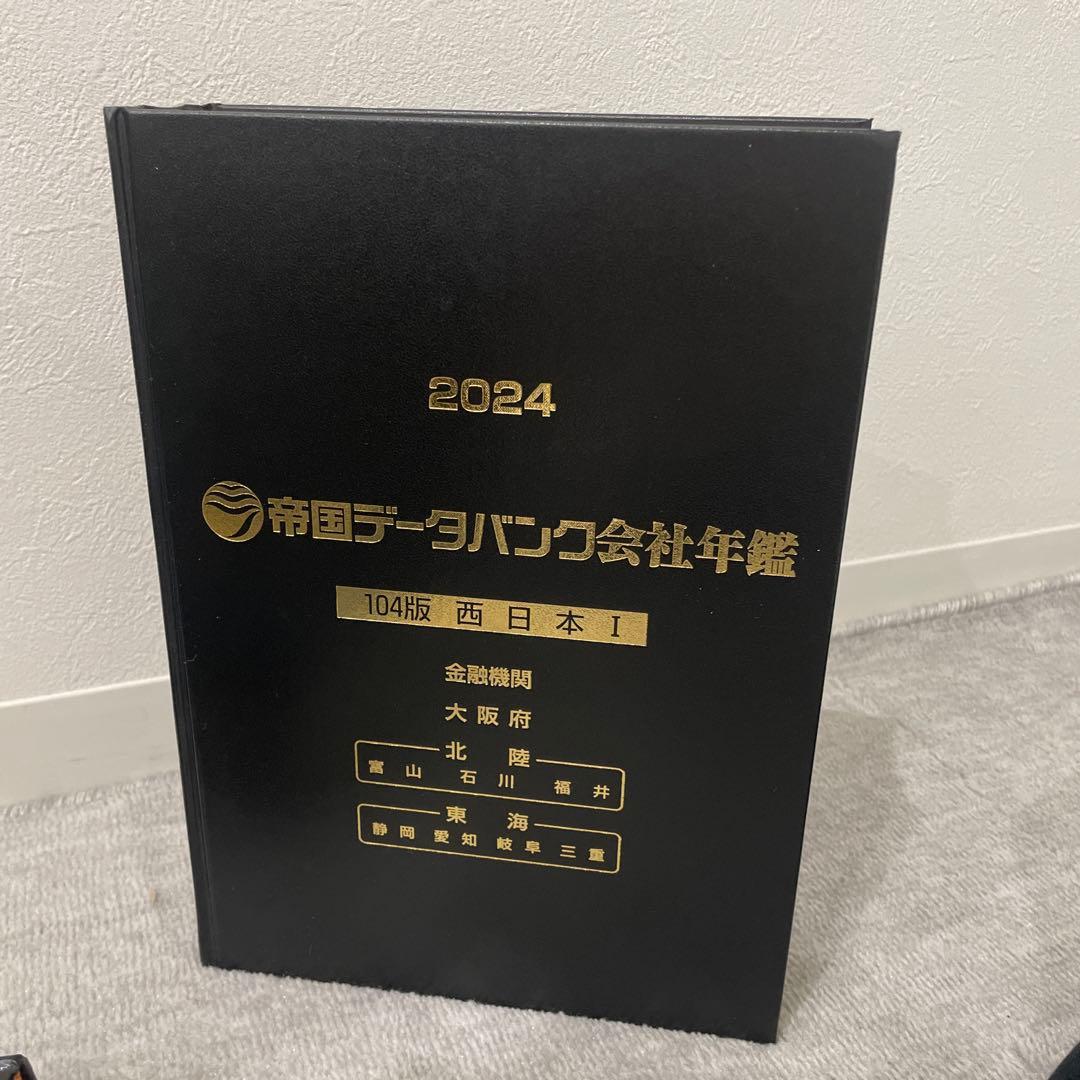 2024
帝国データバンク会社年鑑
104版 西日本 I
金融機関
大阪府
北陸
富山 石川 福井
東海
静岡 愛知 岐阜 三重